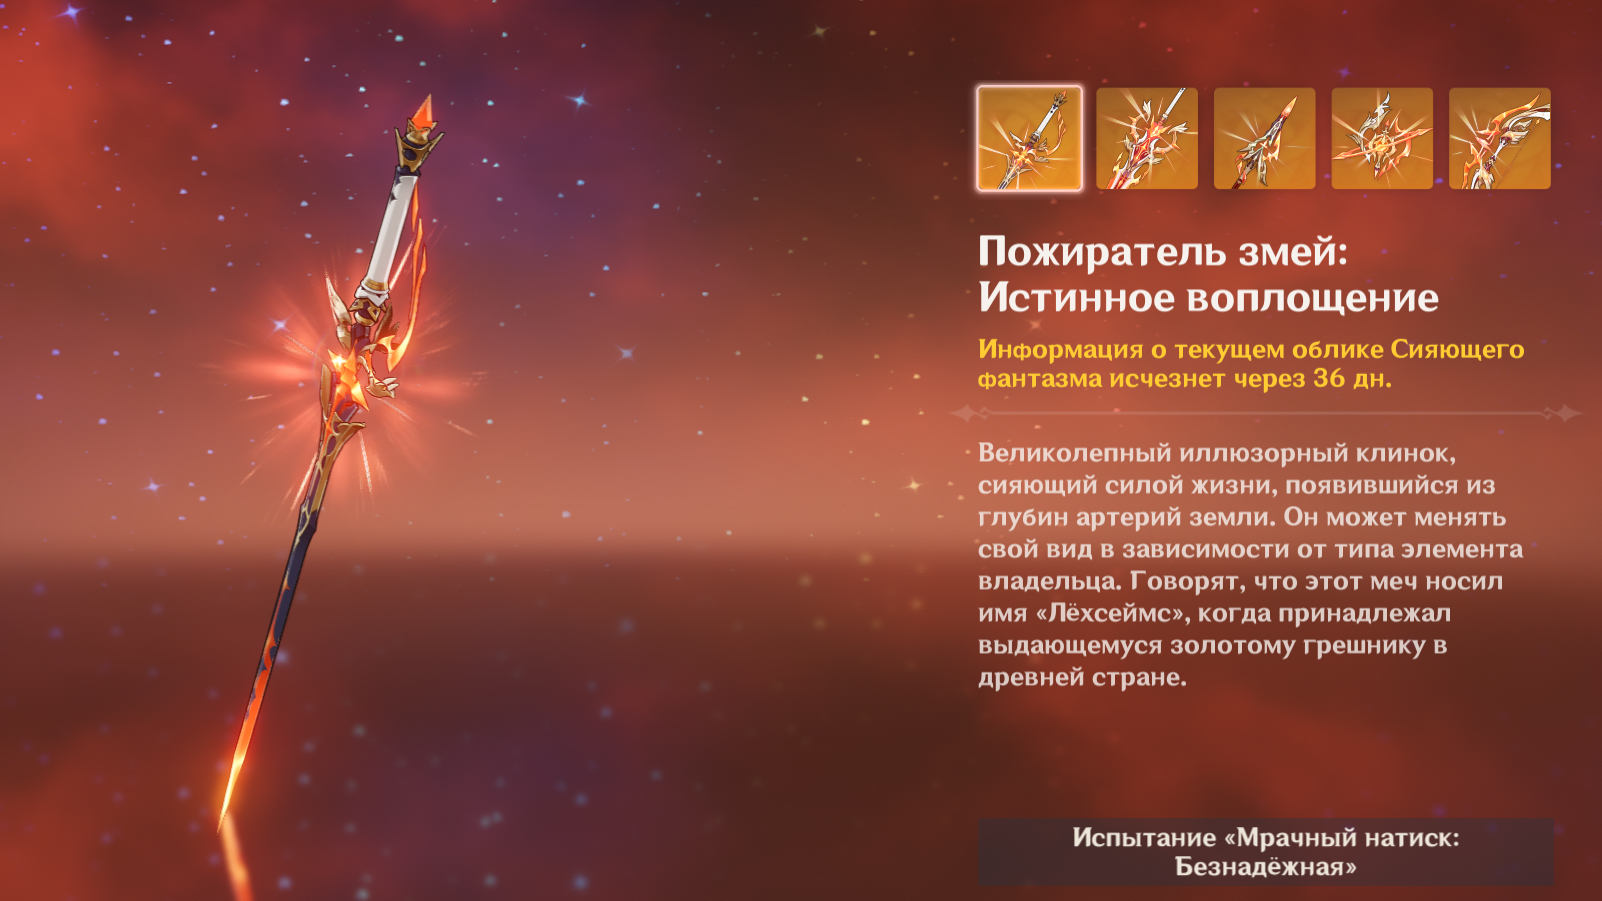 Пожиратель змей:
Истинное воплощение
Информация о текущем облике Сияющего
фантазма исчезнет через 36 дн.
Великолепный иллюзорный клинок,
сияющий силой жизни, появившийся из
глубин артерий земли. Он может менять
свой вид в зависимости от типа элемента
владельца. Говорят, что этот меч носил
имя «Лёхсеймс», когда принадлежал
выдающемуся золотому грешнику в
древней стране.
Испытание «Мрачный натиск:
Безнадёжная»